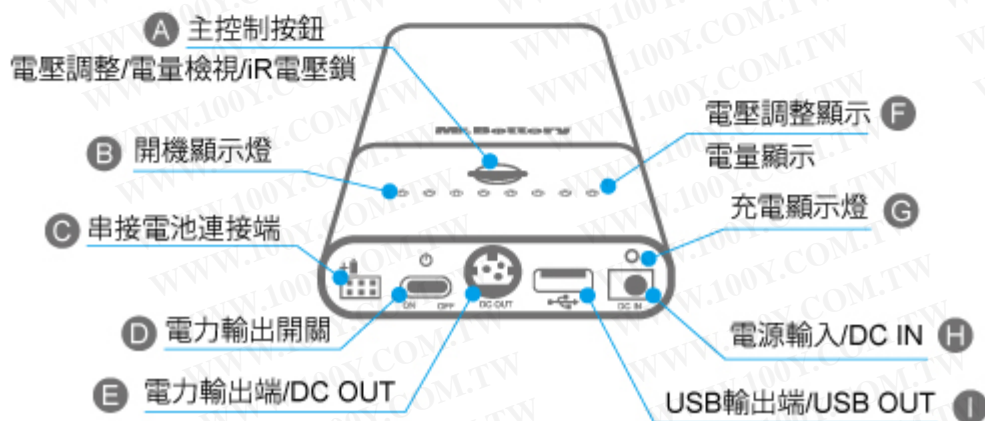 A 主控制按鈕
電壓調整/電量檢視/iR電壓鎖
B 開機顯示燈
C 串接電池連接端
D 電力輸出開關
E 電力輸出端/DC OUT
電壓調整顯示 F
電量顯示
充電顯示燈 G
電源輸入/DC IN H
USB輸出端/USB OUT I
Mr.Battery
ON OFF
DC OUT
DC IN
WWW.100Y.COM.TW